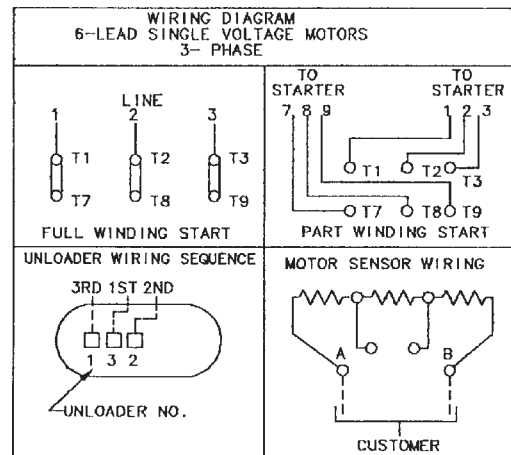 WIRING DIAGRAM
6-LEAD SINGLE VOLTAGE MOTORS
3- PHASE
LINE
1 2 3
T1 T2 T3
T7 T8 T9
FULL WINDING START
TO STARTER
7 8 9
TO STARTER
1 2 3
T1 T2 T3
T7 T8 T9
PART WINDING START
UNLOADER WIRING SEQUENCE
3RD 1ST 2ND
1 3 2
UNLOADER NO.
MOTOR SENSOR WIRING
A B
CUSTOMER